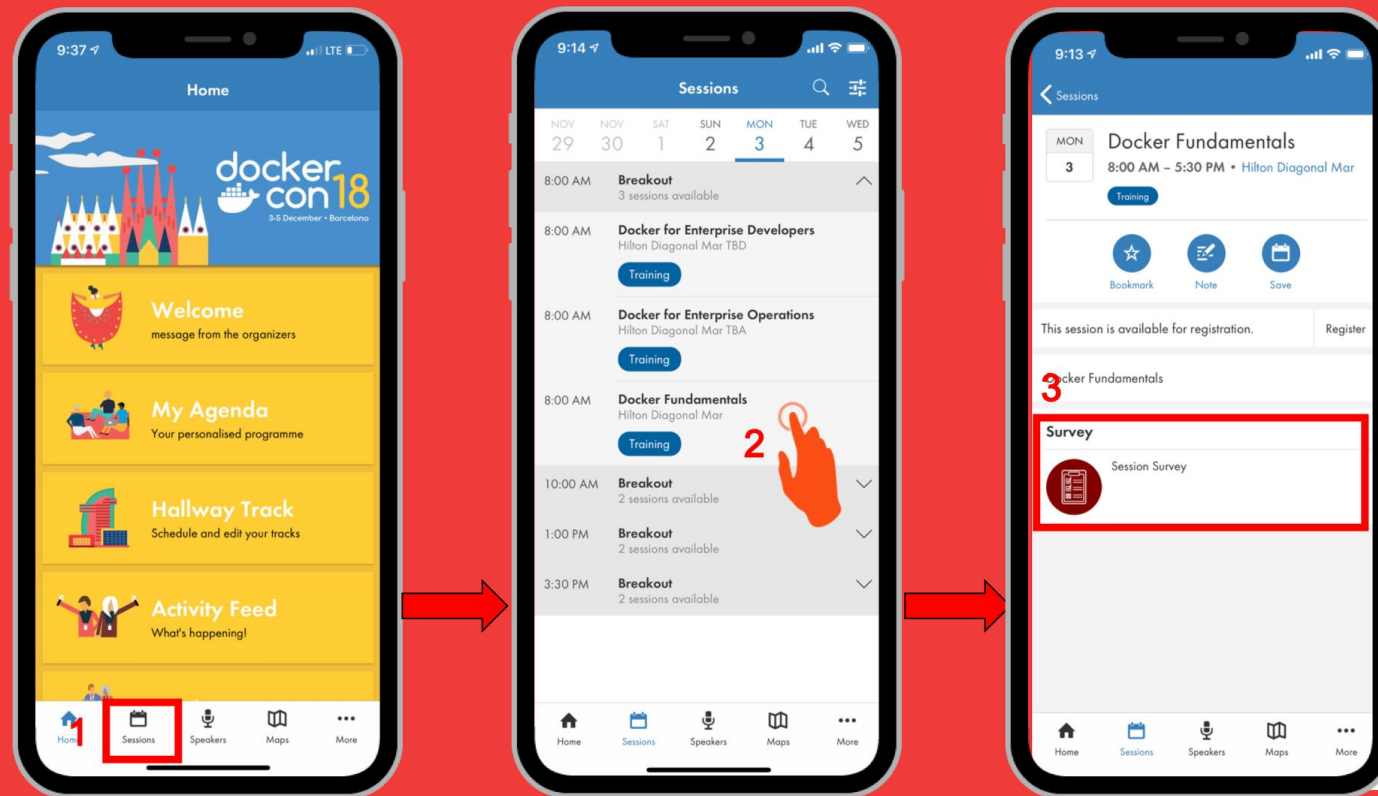 9:37
LTE
Home
docker
con 18
3-5 December • Barcelona
Welcome
message from the organizers
My Agenda
Your personalised programme
Hallway Track
Schedule and edit your tracks
Activity Feed
What's happening!
1
Home
Sessions
Speakers
Maps
More
9:14
Sessions
NOV NOV SAT SUN MON TUE WED
29 30 1 2 3 4 5
8:00 AM Breakout
3 sessions available
8:00 AM Docker for Enterprise Developers
Hilton Diagonal Mar TBD
Training
8:00 AM Docker for Enterprise Operations
Hilton Diagonal Mar TBA
Training
8:00 AM Docker Fundamentals
Hilton Diagonal Mar
2
Training
10:00 AM Breakout
2 sessions available
1:00 PM Breakout
2 sessions available
3:30 PM Breakout
2 sessions available
Home
Sessions
Speakers
Maps
More
9:13
Sessions
MON
3
Docker Fundamentals
8:00 AM – 5:30 PM • Hilton Diagonal Mar
Training
Bookmark
Note
Save
This session is available for registration.
Register
Docker Fundamentals
3
Survey
Session Survey
Home
Sessions
Speakers
Maps
More